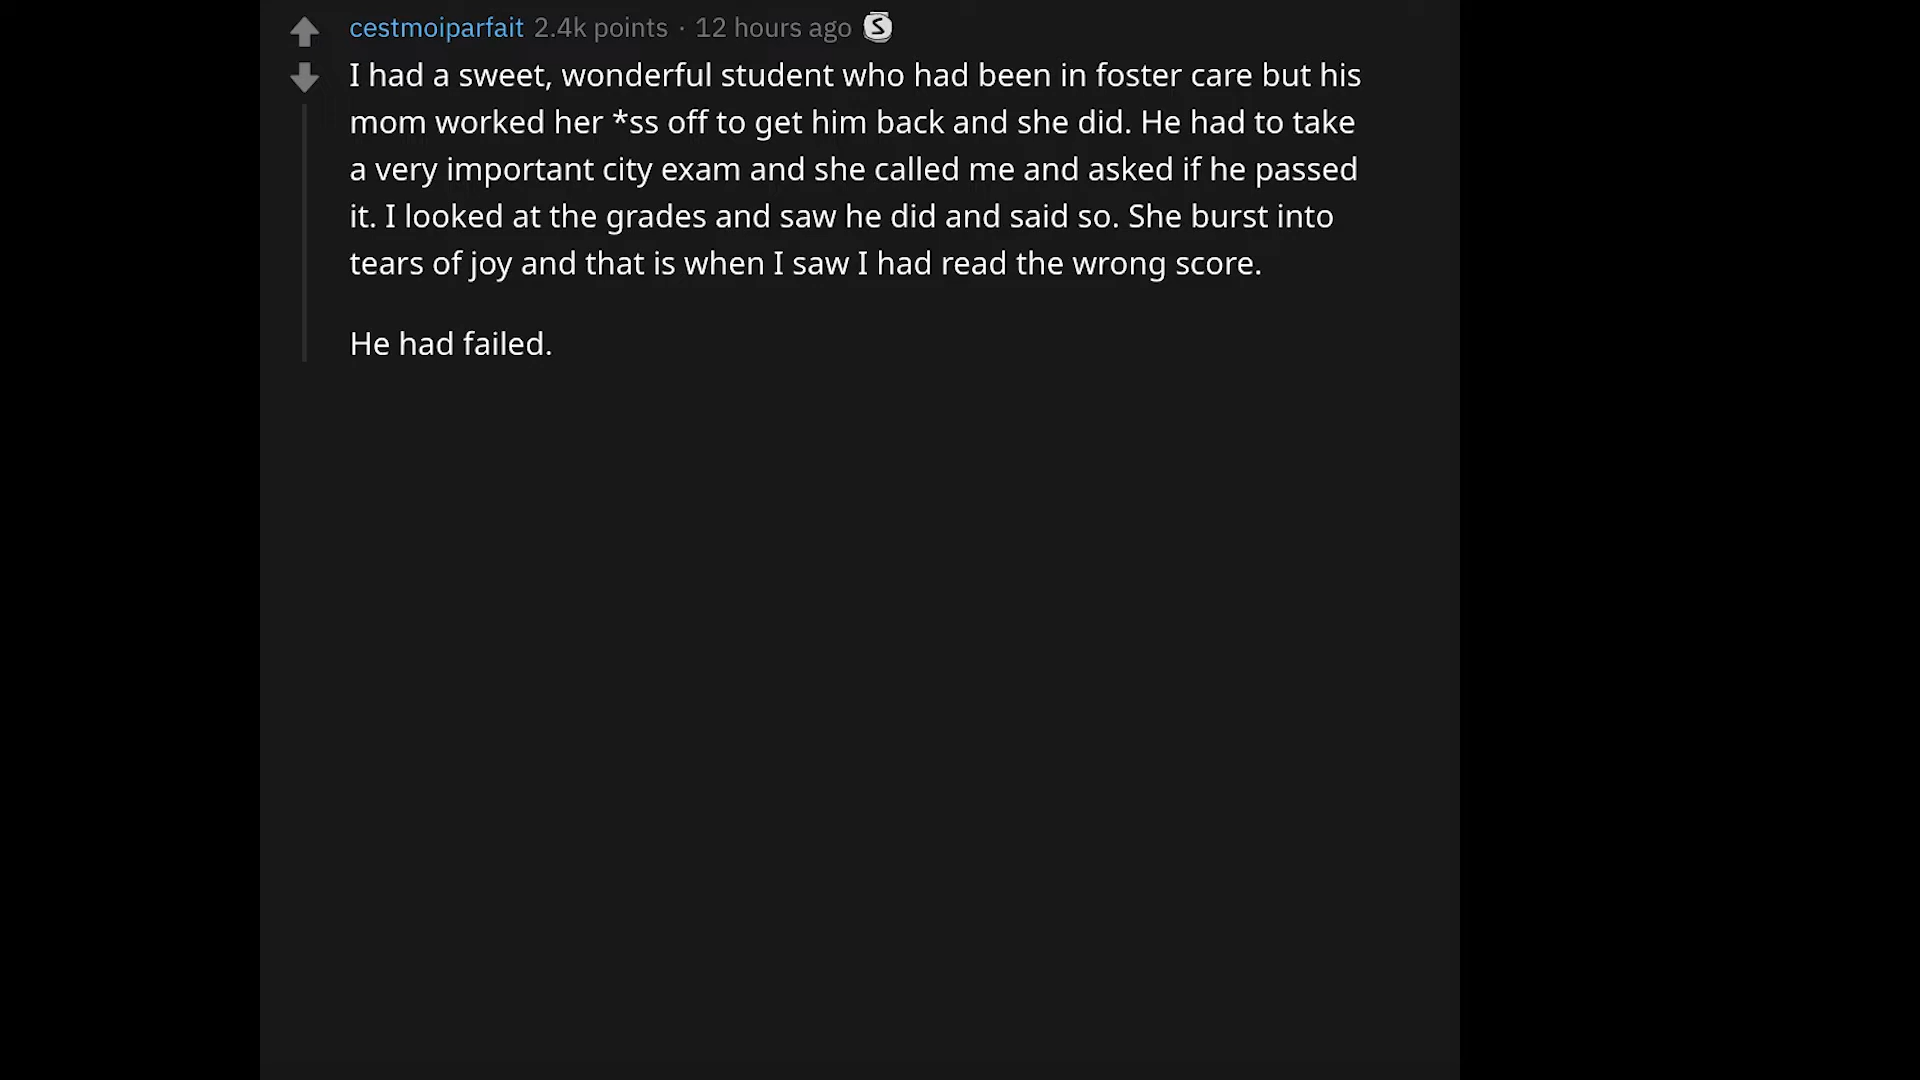 cestmoiparfait 2.4k points · 12 hours ago S
I had a sweet, wonderful student who had been in foster care but his
mom worked her *ss off to get him back and she did. He had to take
a very important city exam and she called me and asked if he passed
it. I looked at the grades and saw he did and said so. She burst into
tears of joy and that is when I saw I had read the wrong score.
He had failed.